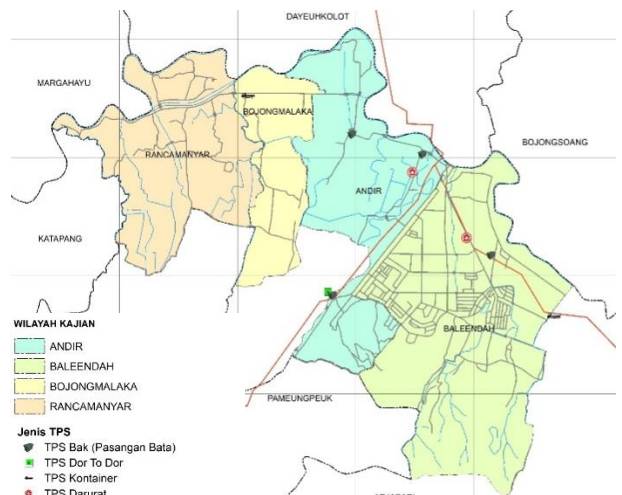 DAYEUHKOLOT
MARGAHAYU
BOJONGMALAKA
BOJONGSOANG
RANCAMANYAR
ANDIR
KATAPANG
WILAYAH KAJIAN
ANDIR
BALEENDAH
BOJONGMALAKA
RANCAMANYAR
BALEENDAH
PAMEUNGPEUK
Jenis TPS
TPS Bak (Pasangan Bata)
TPS Dor To Dor
TPS Kontainer
TPS Darurat